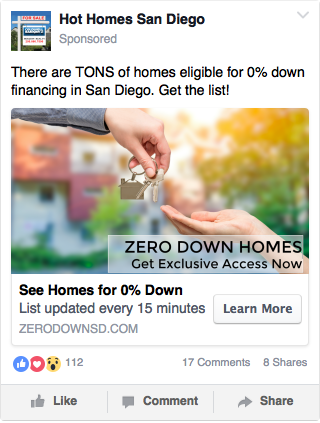 FOR SALE
Hot Homes San Diego
Sponsored
There are TONS of homes eligible for 0% down
financing in San Diego. Get the list!
ZERO DOWN HOMES
Get Exclusive Access Now
See Homes for 0% Down
List updated every 15 minutes
Learn More
ZERODOWNSD.COM
112
17 Comments 8 Shares
Like Comment Share